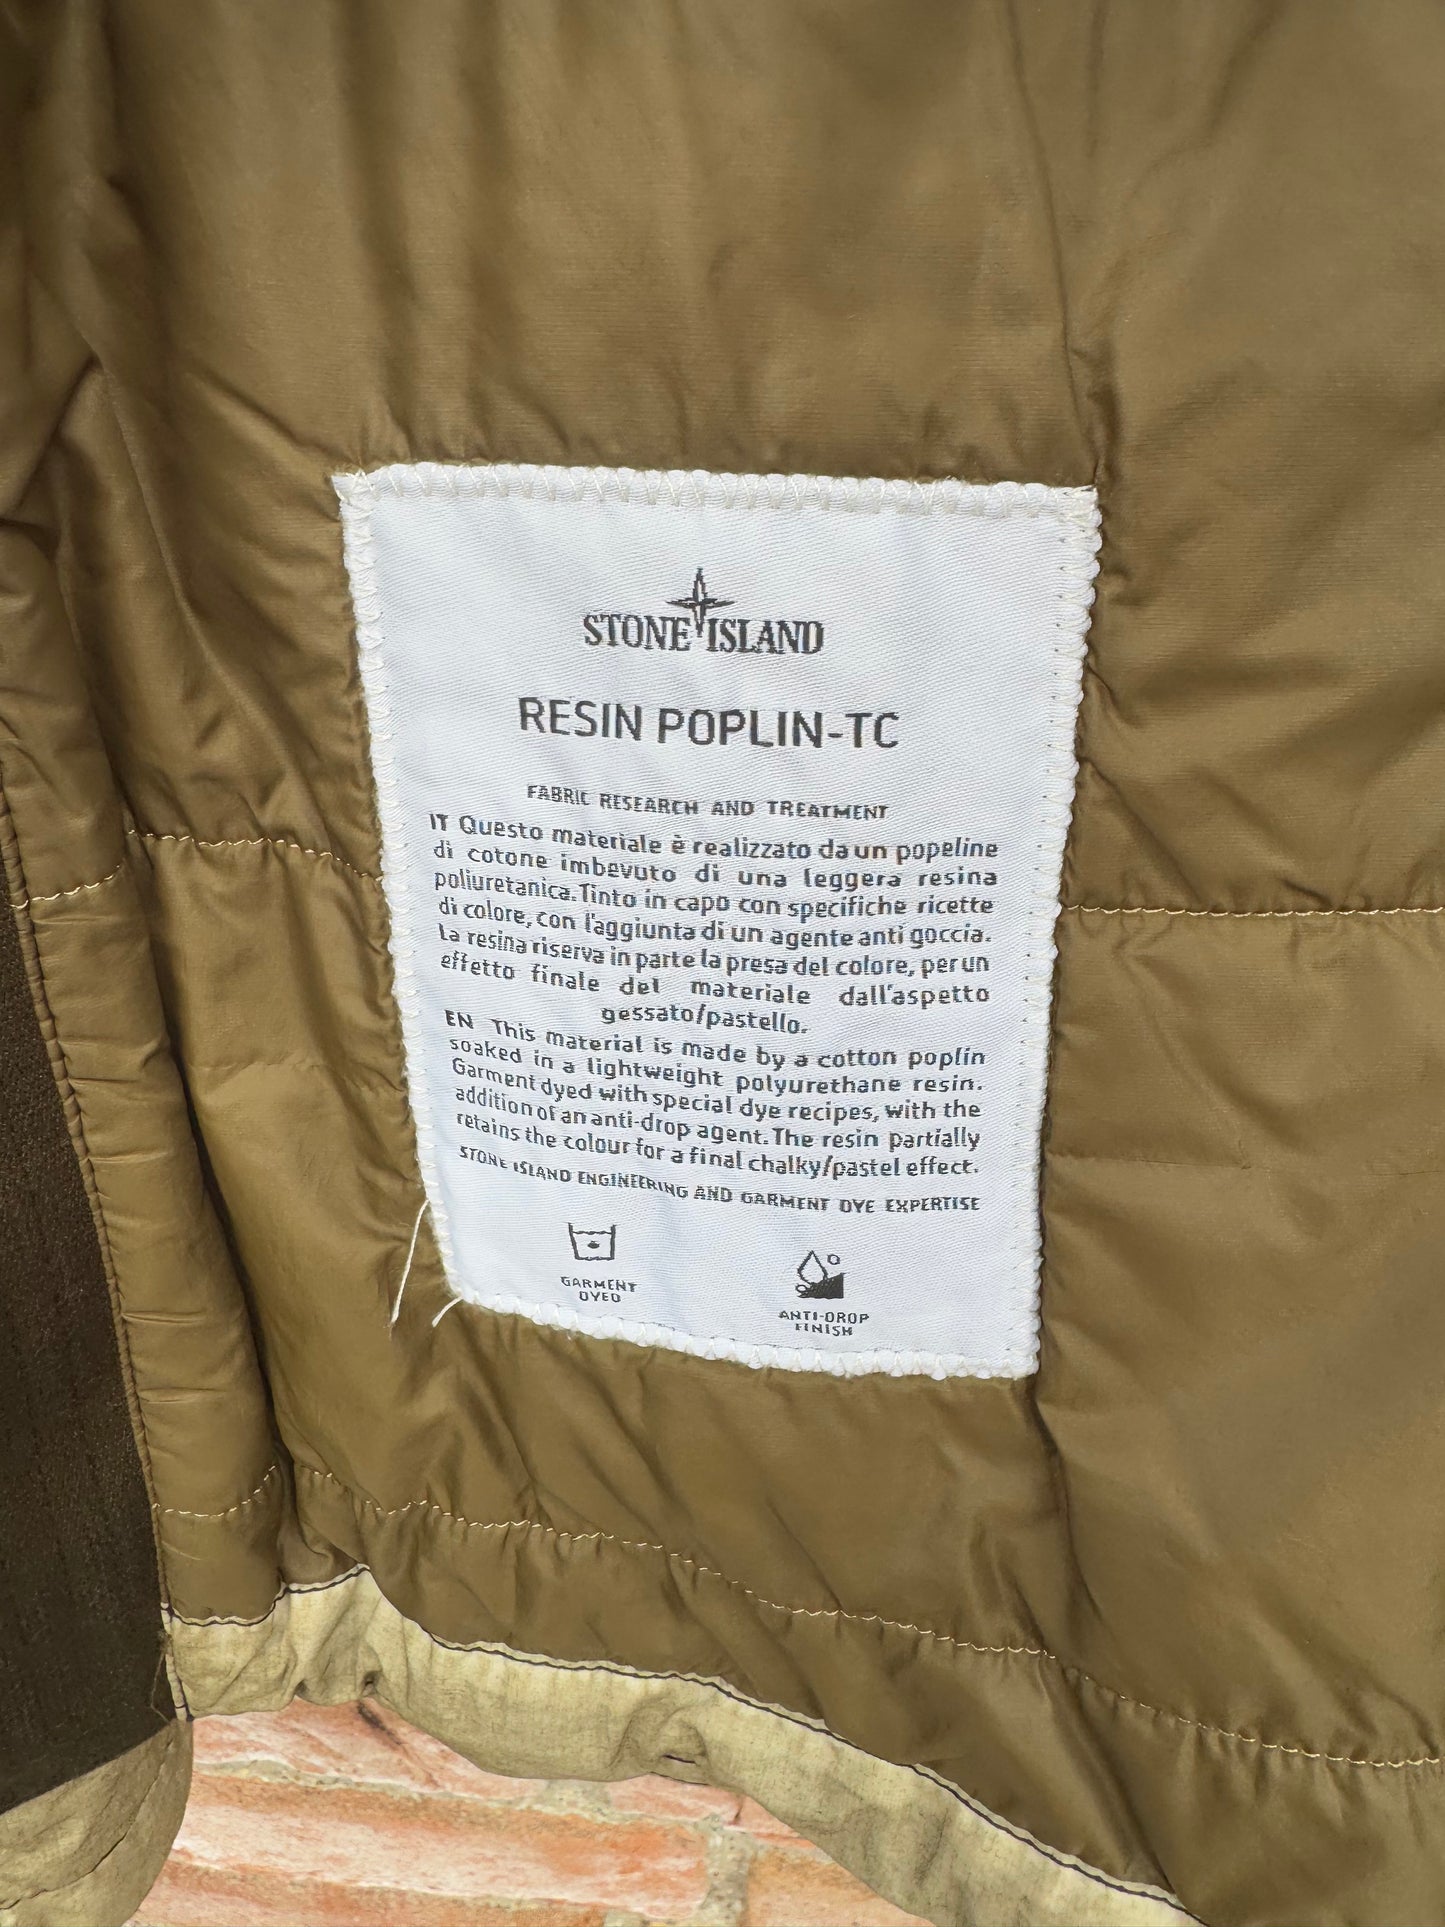 STONE ISLAND
RESIN POPLIN-TC
FABRIC RESEARCH AND TREATMENT
IT Questo materiale è realizzato da un popeline
di cotone imbevuto di una leggera resina
poliuretanica. Tinto in capo con specifiche ricette
di colore, con l'aggiunta di un agente anti goccia.
La resina riserva in parte la presa del colore, per un
effetto finale del materiale dall'aspetto
gessato/pastello.
EN This material is made by a cotton poplin
soaked in a lightweight polyurethane resin.
Garment dyed with special dye recipes, with the
addition of an anti-drop agent. The resin partially
retains the colour for a final chalky/pastel effect.
STONE ISLAND ENGINEERING AND GARMENT DYE EXPERTISE
GARMENT
DYED
ANTI-DROP
FINISH